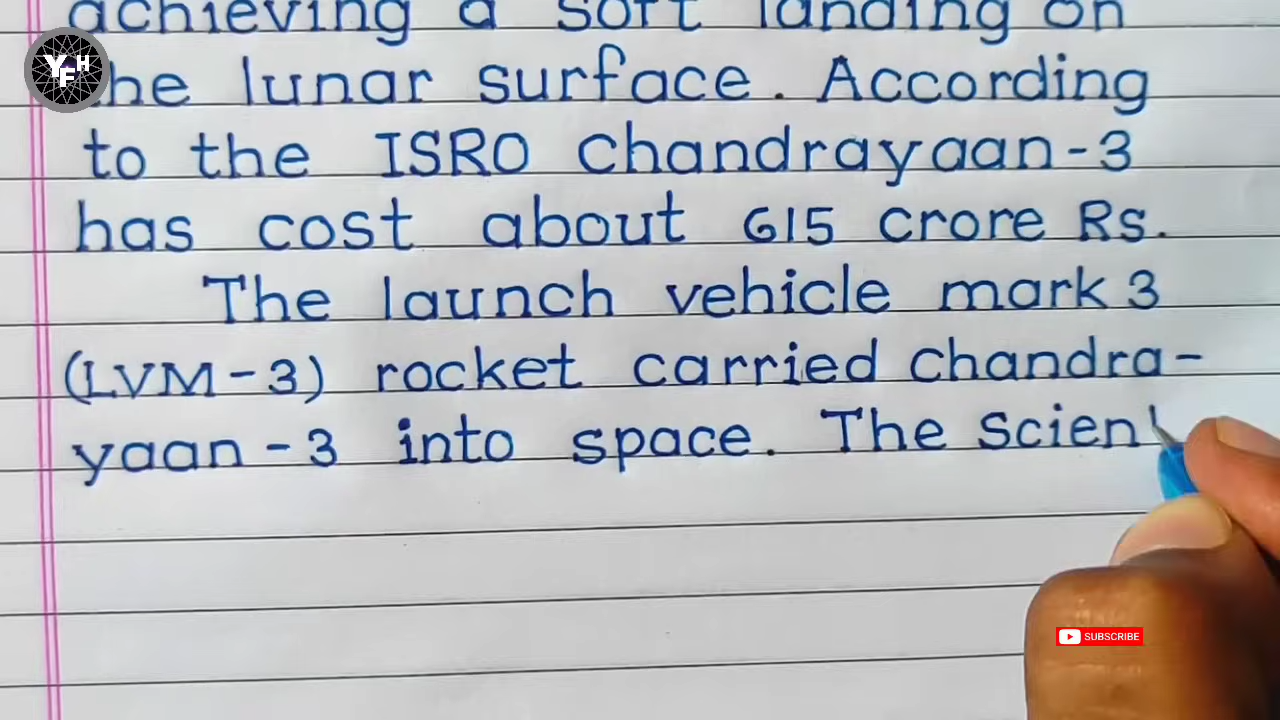 YFH
achieving a soft landing on
the lunar surface. According
to the ISRO Chandrayaan-3
has cost about 615 crore Rs.
The launch vehicle mark 3
(LVM-3) rocket carried Chandra-
yaan-3 into space. The Scien
SUBSCRIBE